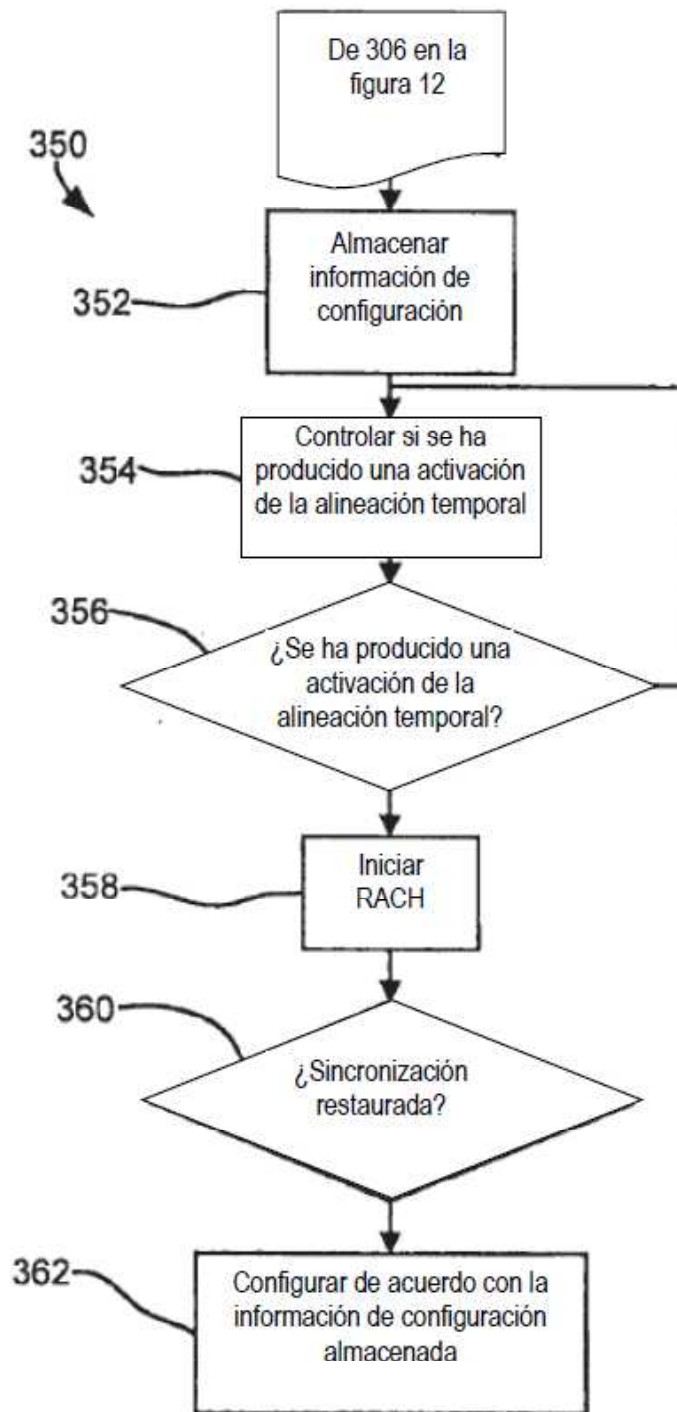 De 306 en la
figura 12
350
Almacenar
información de
configuración
352
Controlar si se ha
producido una activación
de la alineación temporal
354
356
¿Se ha producido una
activación de la
alineación temporal?
Iniciar
RACH
358
360
¿Sincronización
restaurada?
362
Configurar de acuerdo con la
información de configuración
almacenada